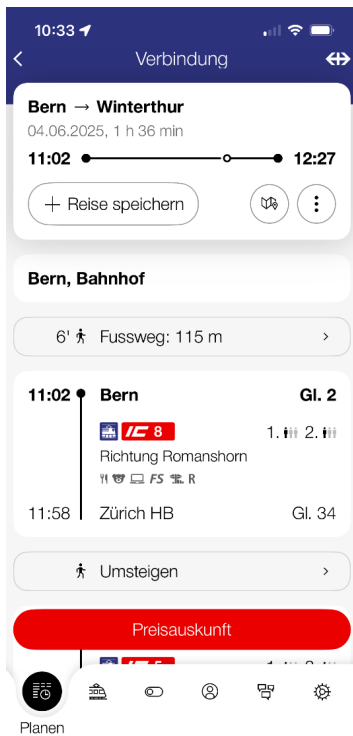 10:33
Verbindung
Bern → Winterthur
04.06.2025, 1 h 36 min
11:02 12:27
+ Reise speichern
Bern, Bahnhof
6' Fussweg: 115 m
11:02 Bern Gl. 2
IC 8 1. 2.
Richtung Romanshorn
FS R
11:58 Zürich HB Gl. 34
Umsteigen
Preisauskunft
Planen